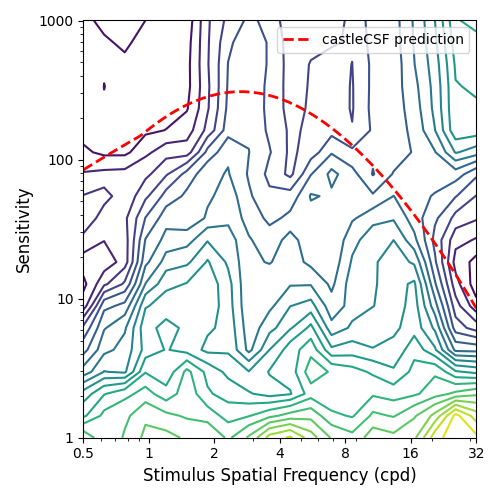 1000
castleCSF prediction
100
10
1
Sensitivity
0.5 1 2 4 8 16 32
Stimulus Spatial Frequency (cpd)